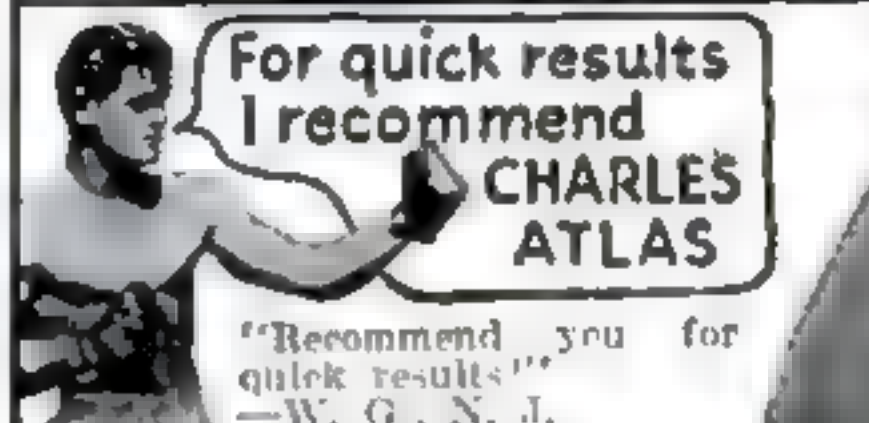 For quick results
I recommend
CHARLES
ATLAS
"Recommend you for
quick results"
—W. G., N. J.